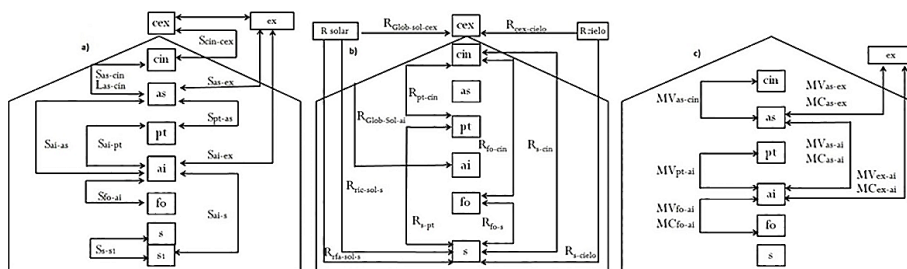 cex
ex
Scin-cex
a)
cin
Sas-cin
Las-cin
as
Sas-ex
Spt-as
pt
Sai-as
Sai-pt
Sai-ex
ai
Sfo-ai
fo
Sai-s
s
Ss-s1
s1
R solar
RGlob-sol-cex
cex
Rcex-cielo
b)
cin
as
Rpt-cin
RGlob-Sol-ai
pt
Rfo-cin
Rs-cin
ai
Rric-sol-s
fo
Rs-pt
Rfo-s
s
Rs-cielo
c)
ex
cin
MVas-cin
MVas-ex
MCas-ex
as
pt
MVas-ai
MCas-ai
MVpt-ai
ai
MVex-ai
MCex-ai
MVfo-ai
MCfo-ai
fo
s